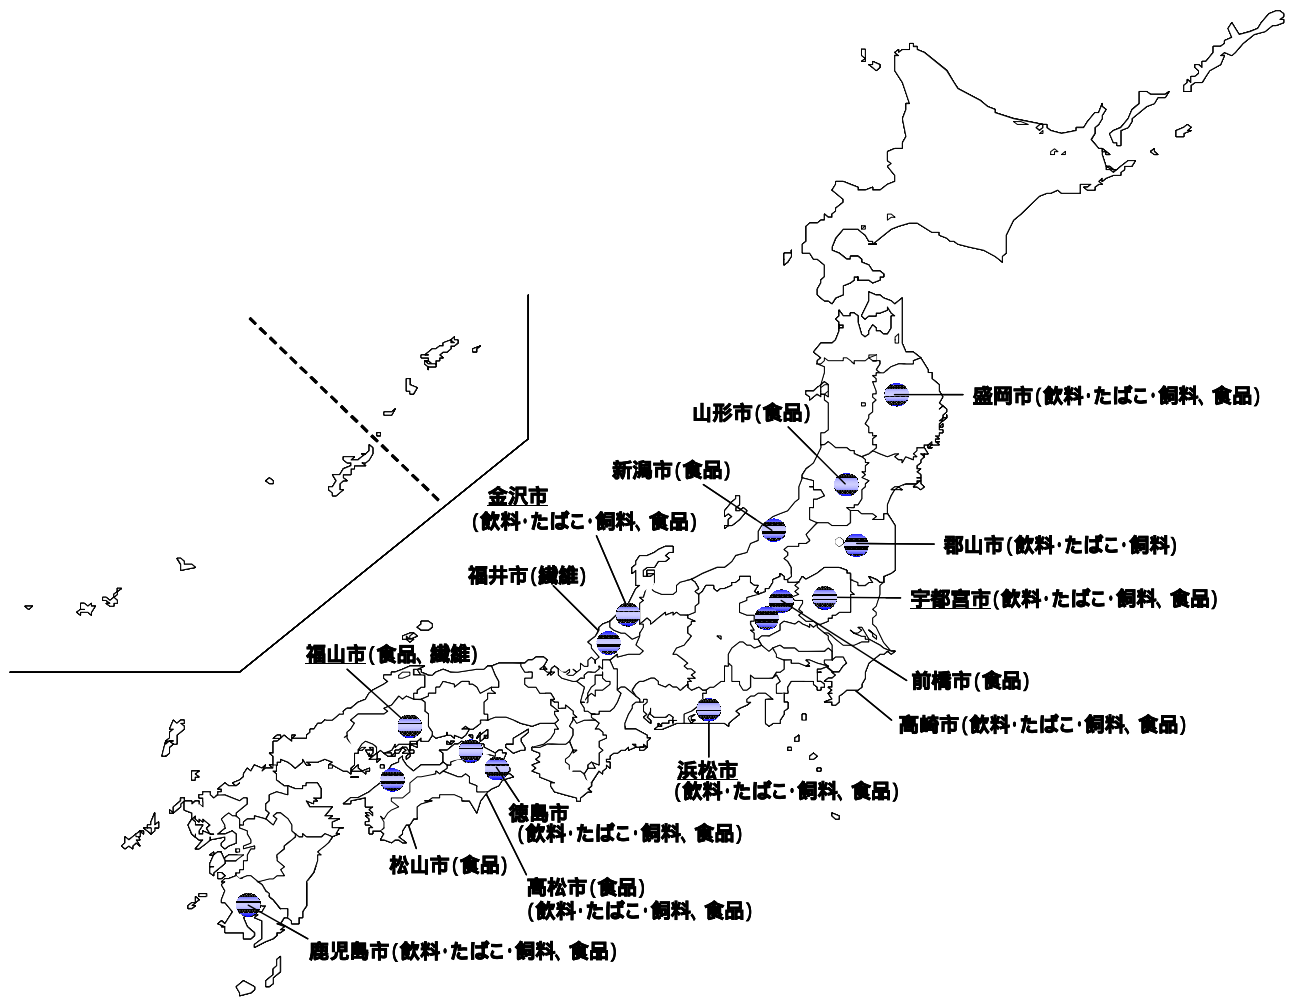 盛岡市(飲料・たばこ・飼料、食品)
山形市(食品)
新潟市(食品)
金沢市
(飲料・たばこ・飼料、食品)
郡山市(飲料・たばこ・飼料)
福井市(繊維)
宇都宮市(飲料・たばこ・飼料、食品)
福山市(食品、繊維)
前橋市(食品)
高崎市(飲料・たばこ・飼料、食品)
浜松市
(飲料・たばこ・飼料、食品)
徳島市
(飲料・たばこ・飼料、食品)
松山市(食品)
高松市(食品)
(飲料・たばこ・飼料、食品)
鹿児島市(飲料・たばこ・飼料、食品)